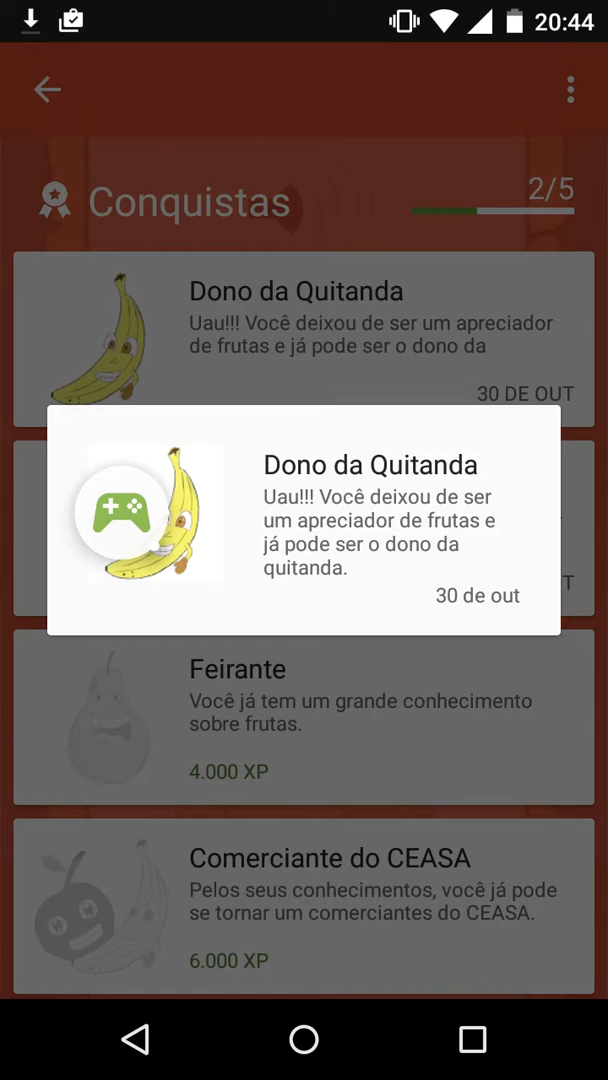 20:44
Conquistas
2/5
Dono da Quitanda
Uau!!! Você deixou de ser um apreciador
de frutas e já pode ser o dono da
30 DE OUT
Dono da Quitanda
Uau!!! Você deixou de ser
um apreciador de frutas e
já pode ser o dono da
quitanda.
30 de out
T
Feirante
Você já tem um grande conhecimento
sobre frutas.
4.000 XP
Comerciante do CEASA
Pelos seus conhecimentos, você já pode
se tornar um comerciantes do CEASA.
6.000 XP